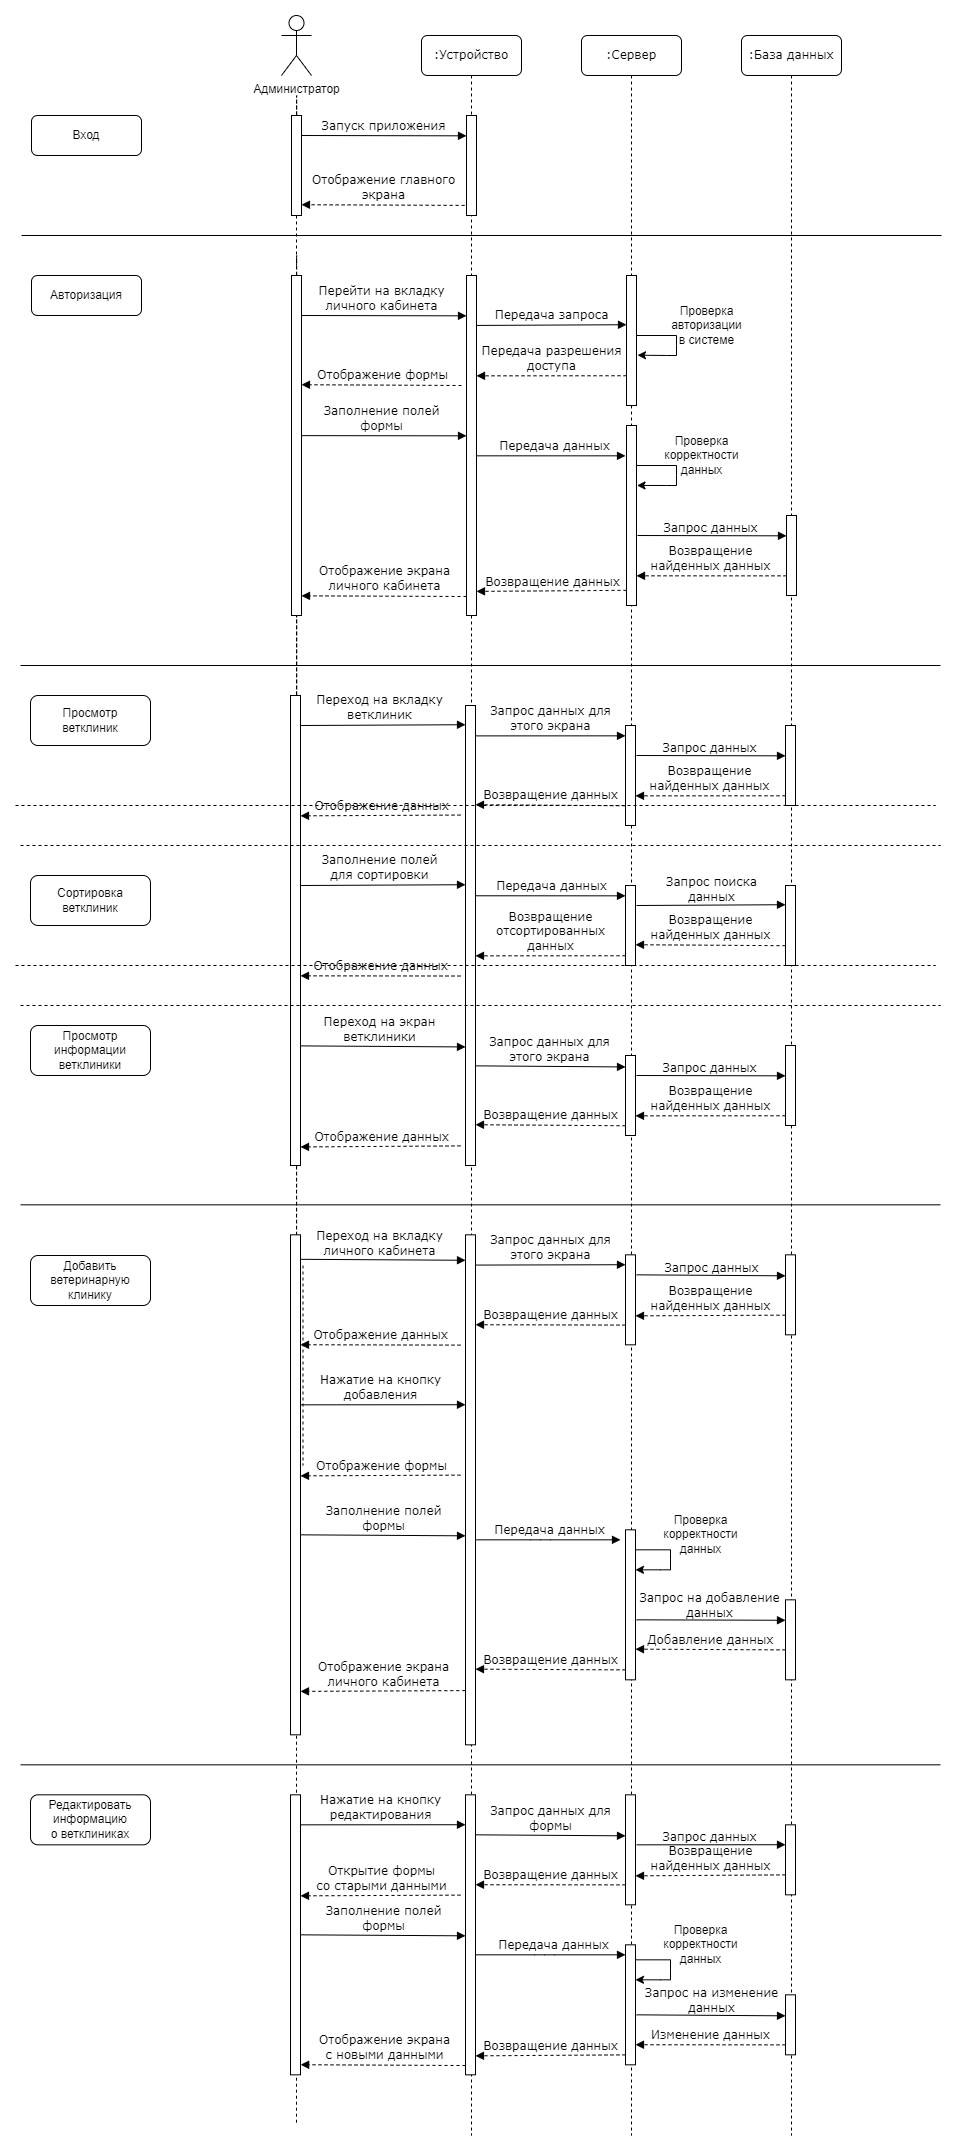 :Устройство
:Сервер
:База данных
Администратор
Вход
Запуск приложения
Отображение главного
экрана
Авторизация
Перейти на вкладку
личного кабинета
Передача запроса
Проверка
авторизации
в системе
Передача разрешения
доступа
Отображение формы
Заполнение полей
формы
Передача данных
Проверка
корректности
данных
Запрос данных
Возвращение
найденных данных
Отображение экрана
личного кабинета
Возвращение данных
Просмотр
ветклиник
Переход на вкладку
ветклиник
Запрос данных для
этого экрана
Запрос данных
Возвращение
найденных данных
Возвращение данных
Отображение данных
Сортировка
ветклиник
Заполнение полей
для сортировки
Передача данных
Запрос поиска
данных
Возвращение
отсортированных
данных
Возвращение
найденных данных
Отображение данных
Просмотр
информации
ветклиники
Переход на экран
ветклиники
Запрос данных для
этого экрана
Запрос данных
Возвращение
найденных данных
Возвращение данных
Отображение данных
Добавить
ветеринарную
клинику
Переход на вкладку
личного кабинета
Запрос данных для
этого экрана
Запрос данных
Возвращение
найденных данных
Возвращение данных
Отображение данных
Нажатие на кнопку
добавления
Отображение формы
Заполнение полей
формы
Передача данных
Проверка
корректности
данных
Запрос на добавление
данных
Добавление данных
Возвращение данных
Отображение экрана
личного кабинета
Редактировать
информацию
о ветклиниках
Нажатие на кнопку
редактирования
Запрос данных для
формы
Запрос данных
Возвращение
найденных данных
Возвращение данных
Открытие формы
со старыми данными
Заполнение полей
формы
Передача данных
Проверка
корректности
данных
Запрос на изменение
данных
Изменение данных
Возвращение данных
Отображение экрана
с новыми данными